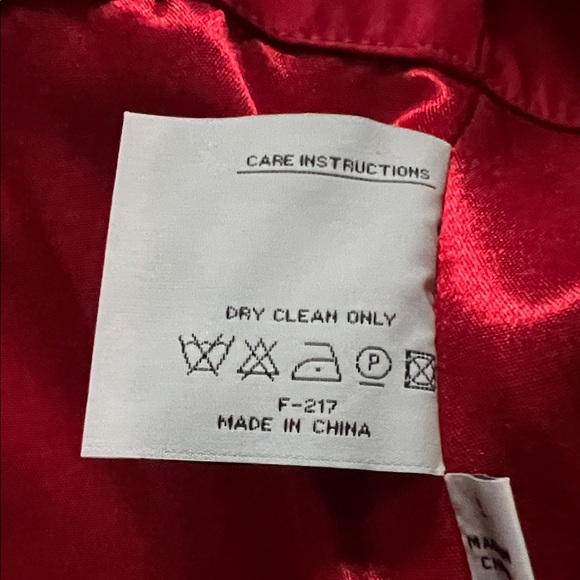 CARE INSTRUCTIONS
DRY CLEAN ONLY
P
F-217
MADE IN CHINA